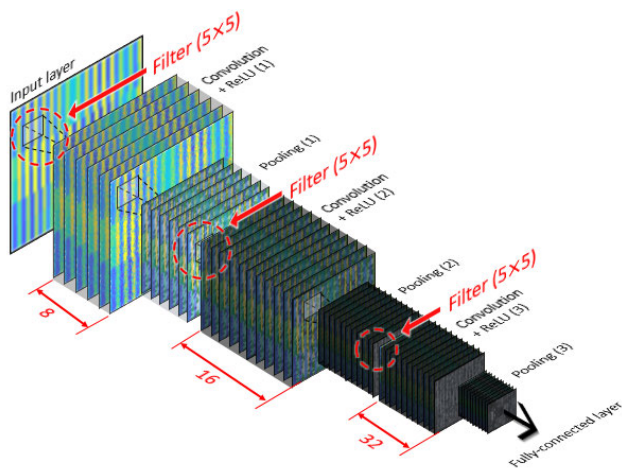 Input layer
Filter (5×5)
Convolution
+ ReLU (1)
Pooling (1)
Filter (5×5)
Convolution
+ ReLU (2)
Pooling (2)
Filter (5×5)
Convolution
+ ReLU (3)
Pooling (3)
Fully-connected layer
8
16
32